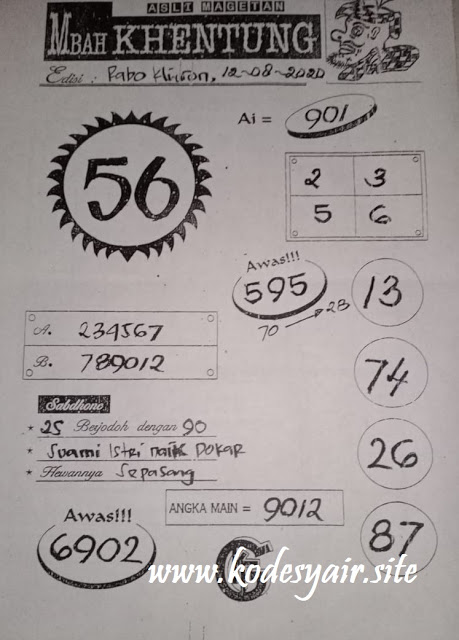 ASLI MAGETAN
MBAH KHENTUNG
Edisi : Rabo Kliwon, 12-08-2020
Ai = 901
56
2 3
5 6
Awas!!!
595
70 → 28
13
A. 234567
B. 789012
74
Sabdhono
* 25 Berjodoh dengan 90
* Suami Istri naik DOKAR
* Hewannya Sepasang
26
ANGKA MAIN = 9012
Awas!!!
6902
87
www.kodesyair.site